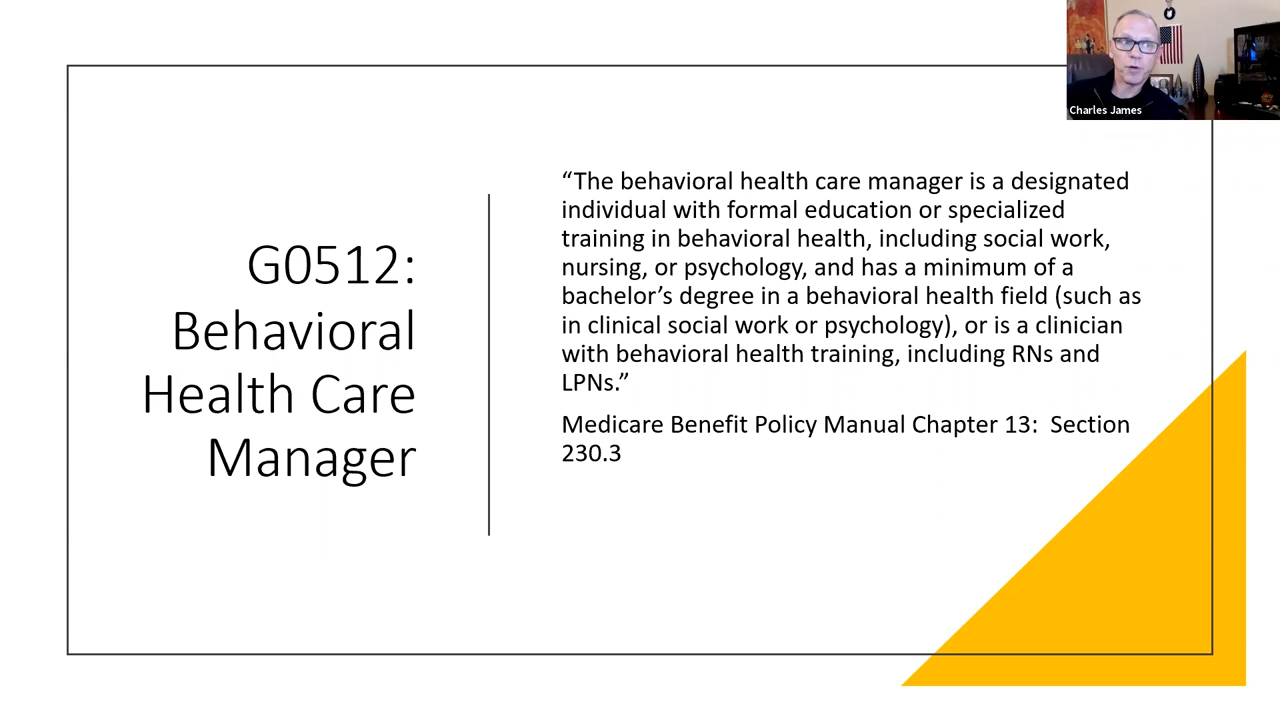 Charles James
G0512:
Behavioral
Health Care
Manager
“The behavioral health care manager is a designated
individual with formal education or specialized
training in behavioral health, including social work,
nursing, or psychology, and has a minimum of a
bachelor’s degree in a behavioral health field (such as
in clinical social work or psychology), or is a clinician
with behavioral health training, including RNs and
LPNs.”
Medicare Benefit Policy Manual Chapter 13:  Section
230.3